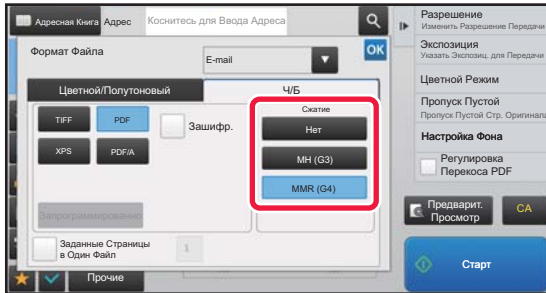 Адресная Книга
Адрес
Коснитесь для Ввода Адреса
Формат Файла
E-mail
OK
Цветной/Полутоновый
Ч/Б
TIFF
PDF
Зашифр.
XPS
PDF/A
Запрограммированно
Сжатие
Нет
MH (G3)
MMR (G4)
Заданные Страницы
в Один Файл
1
Прочие
Разрешение
Изменить Разрешение Передачи
Экспозиция
Указать Экспозиц. для Передачи
Цветной Режим
Пропуск Пустой
Пропуск Пустой Стр. Оригинала
Настройка Фона
Регулировка
Перекоса PDF
Предварит.
Просмотр
CA
Старт